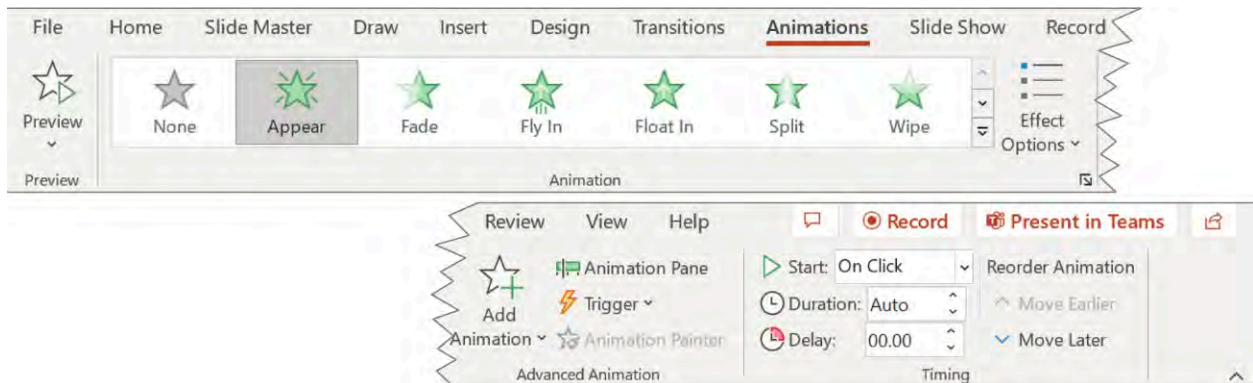 File Home Slide Master Draw Insert Design Transitions Animations Slide Show Record
Preview
None Appear Fade Fly In Float In Split Wipe
Effect
Options
Preview Animation
Review View Help Record Present in Teams
Add
Animation
Animation Pane
Trigger
Animation Painter
Advanced Animation
Start: On Click
Duration: Auto
Delay: 00.00
Reorder Animation
Move Earlier
Move Later
Timing